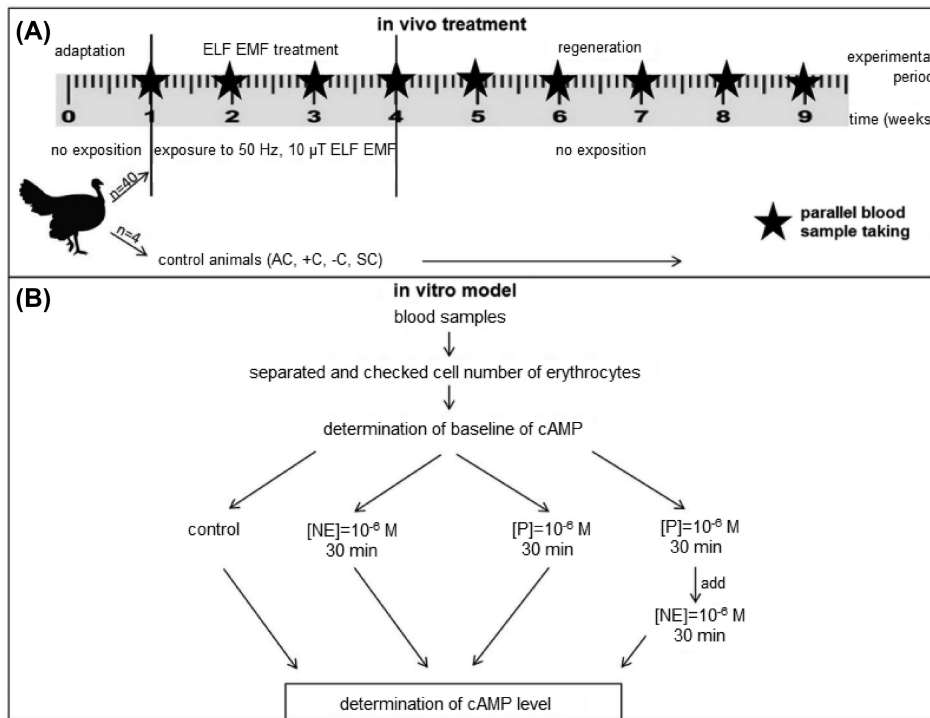 (A)
in vivo treatment
adaptation
ELF EMF treatment
regeneration
experimental
period
0 1 2 3 4 5 6 7 8 9
time (weeks
no exposition
exposure to 50 Hz, 10 µT ELF EMF
no exposition
n=40
n=4
parallel blood
sample taking
control animals (AC, +C, -C, SC)
(B)
in vitro model
blood samples
separated and checked cell number of erythrocytes
determination of baseline of cAMP
control
[NE]=10⁻⁶ M
30 min
[P]=10⁻⁶ M
30 min
[P]=10⁻⁶ M
30 min
add
[NE]=10⁻⁶ M
30 min
determination of cAMP level